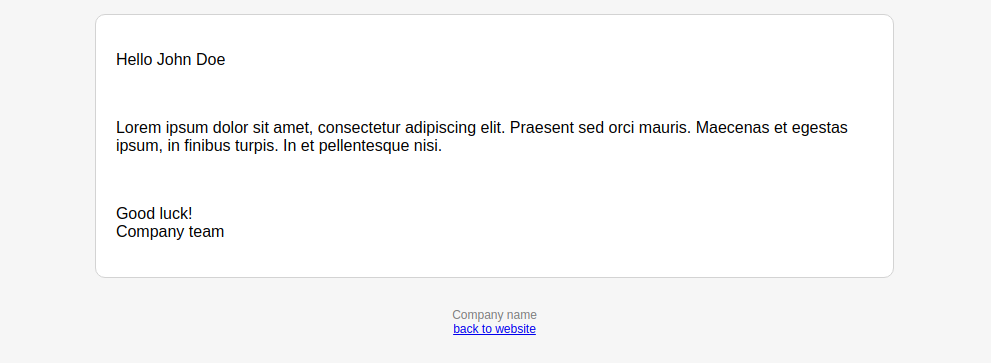 Hello John Doe
Lorem ipsum dolor sit amet, consectetur adipiscing elit. Praesent sed orci mauris. Maecenas et egestas
ipsum, in finibus turpis. In et pellentesque nisi.
Good luck!
Company team
Company name
back to website